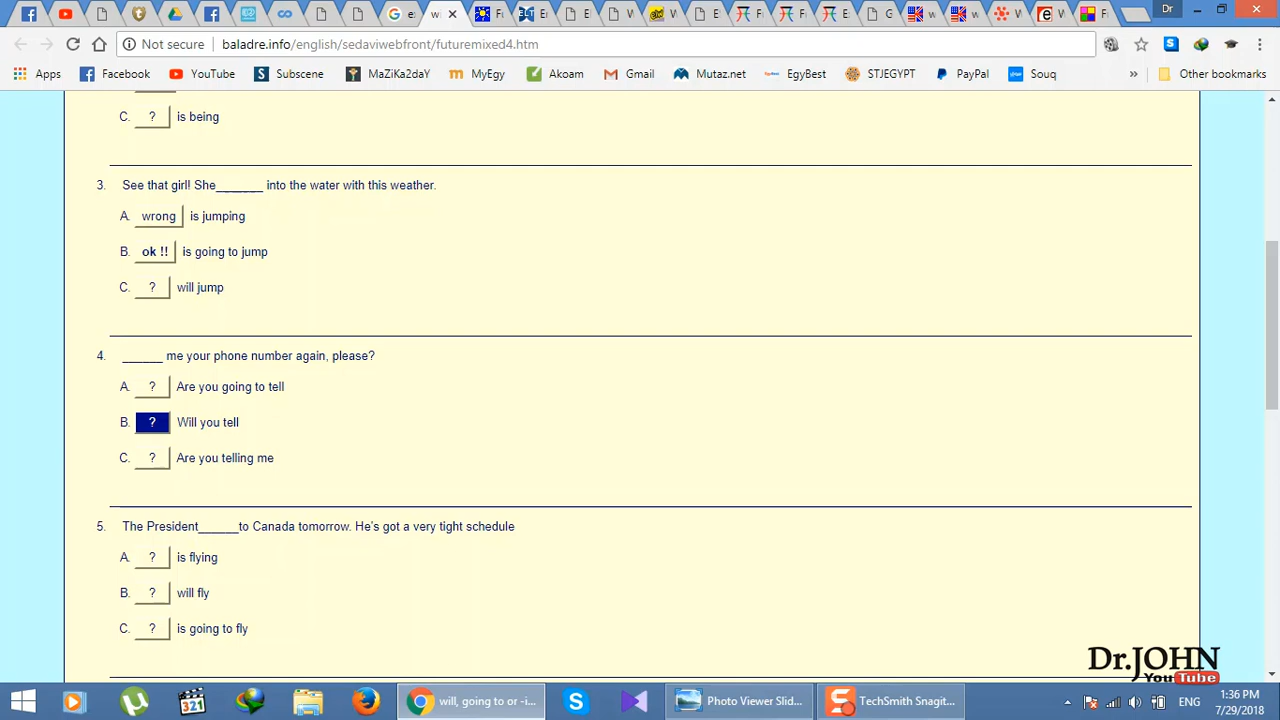 e
w
Fi
E
E
W
W
E
F
F
E
G
w
w
W
V
F
Dr
Not secure
baladre.info/english/sedaviwebfront/futuremixed4.htm
Apps
Facebook
YouTube
Subscene
MaZiKa2daY
MyEgy
Akoam
Gmail
Mutaz.net
EgyBest
STJEGYPT
PayPal
Souq
»
Other bookmarks
C. ? is being
3. See that girl! She_______ into the water with this weather.
A. wrong is jumping
B. ok !! is going to jump
C. ? will jump
4. ______ me your phone number again, please?
A. ? Are you going to tell
B. ? Will you tell
C. ? Are you telling me
5. The President______to Canada tomorrow. He's got a very tight schedule
A. ? is flying
B. ? will fly
C. ? is going to fly
Dr.JOHN
YouTube
321
will, going to or -i...
Photo Viewer Slid...
TechSmith Snagit...
ENG
1:36 PM
7/29/2018